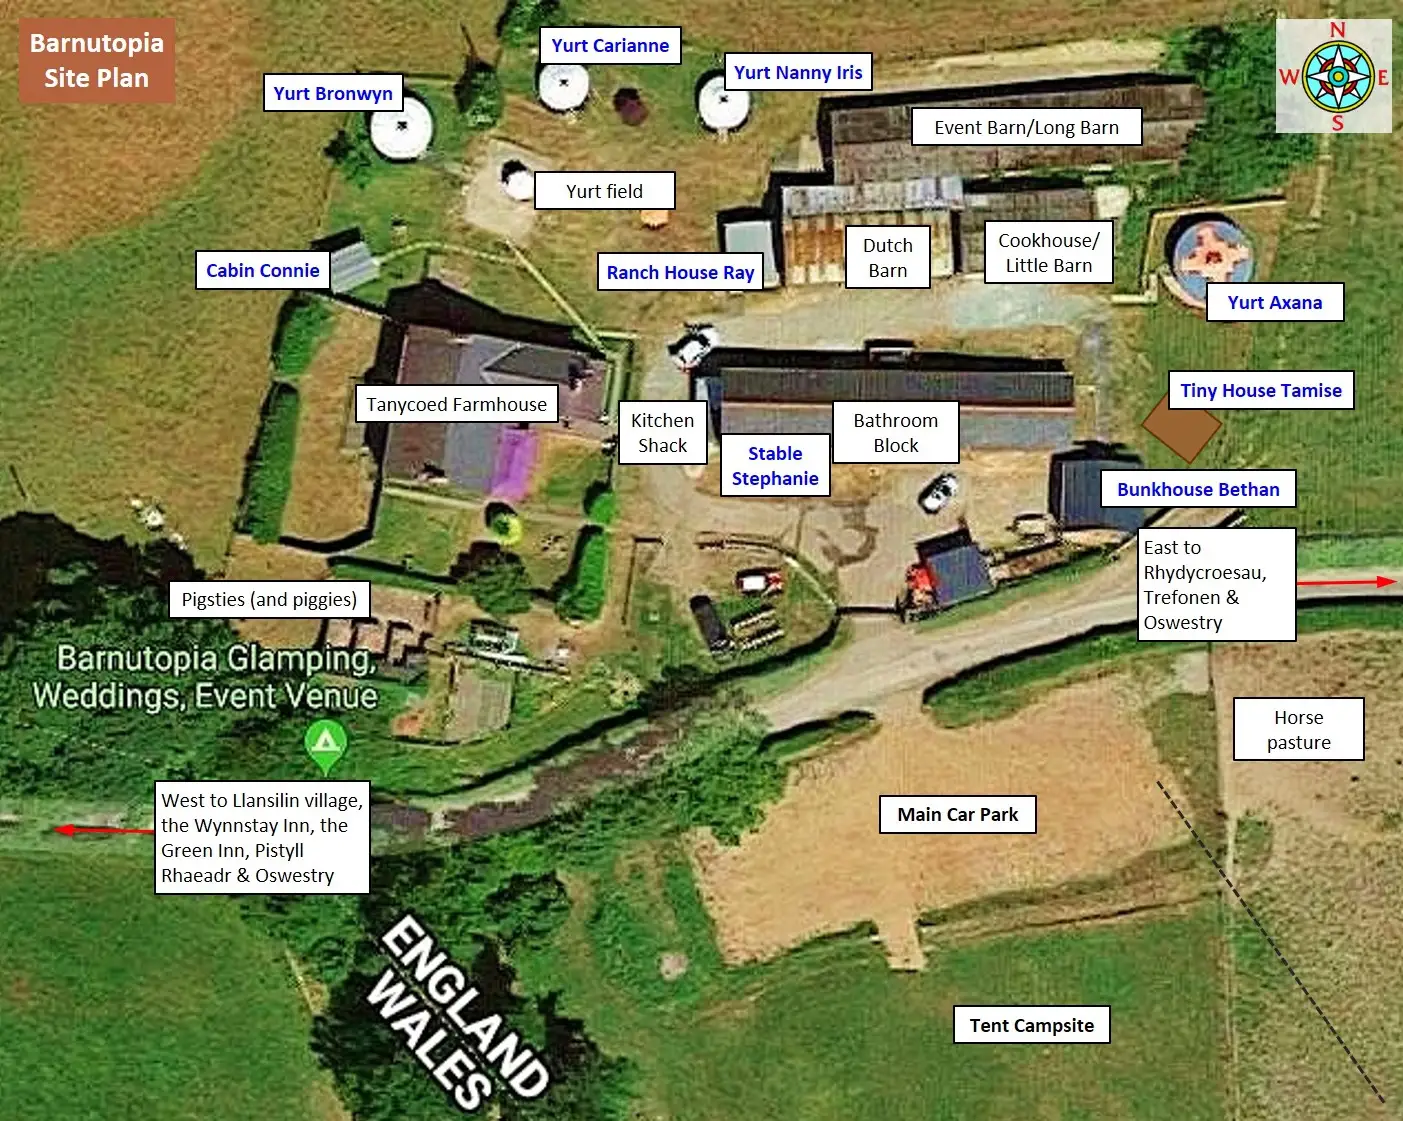 Barnutopia
Site Plan
Yurt Carianne
Yurt Nanny Iris
Yurt Bronwyn
N
W
E
S
Event Barn/Long Barn
Yurt field
Cabin Connie
Ranch House Ray
Dutch
Barn
Cookhouse/
Little Barn
Yurt Axana
Tanycoed Farmhouse
Kitchen
Shack
Stable
Stephanie
Bathroom
Block
Tiny House Tamise
Bunkhouse Bethan
East to
Rhydycroesau,
Trefonen &
Oswestry
Pigsties (and piggies)
Barnutopia Glamping,
Weddings, Event Venue
Horse
pasture
West to Llansilin village,
the Wynnstay Inn, the
Green Inn, Pistyll
Rhaeadr & Oswestry
Main Car Park
ENGLAND
WALES
Tent Campsite